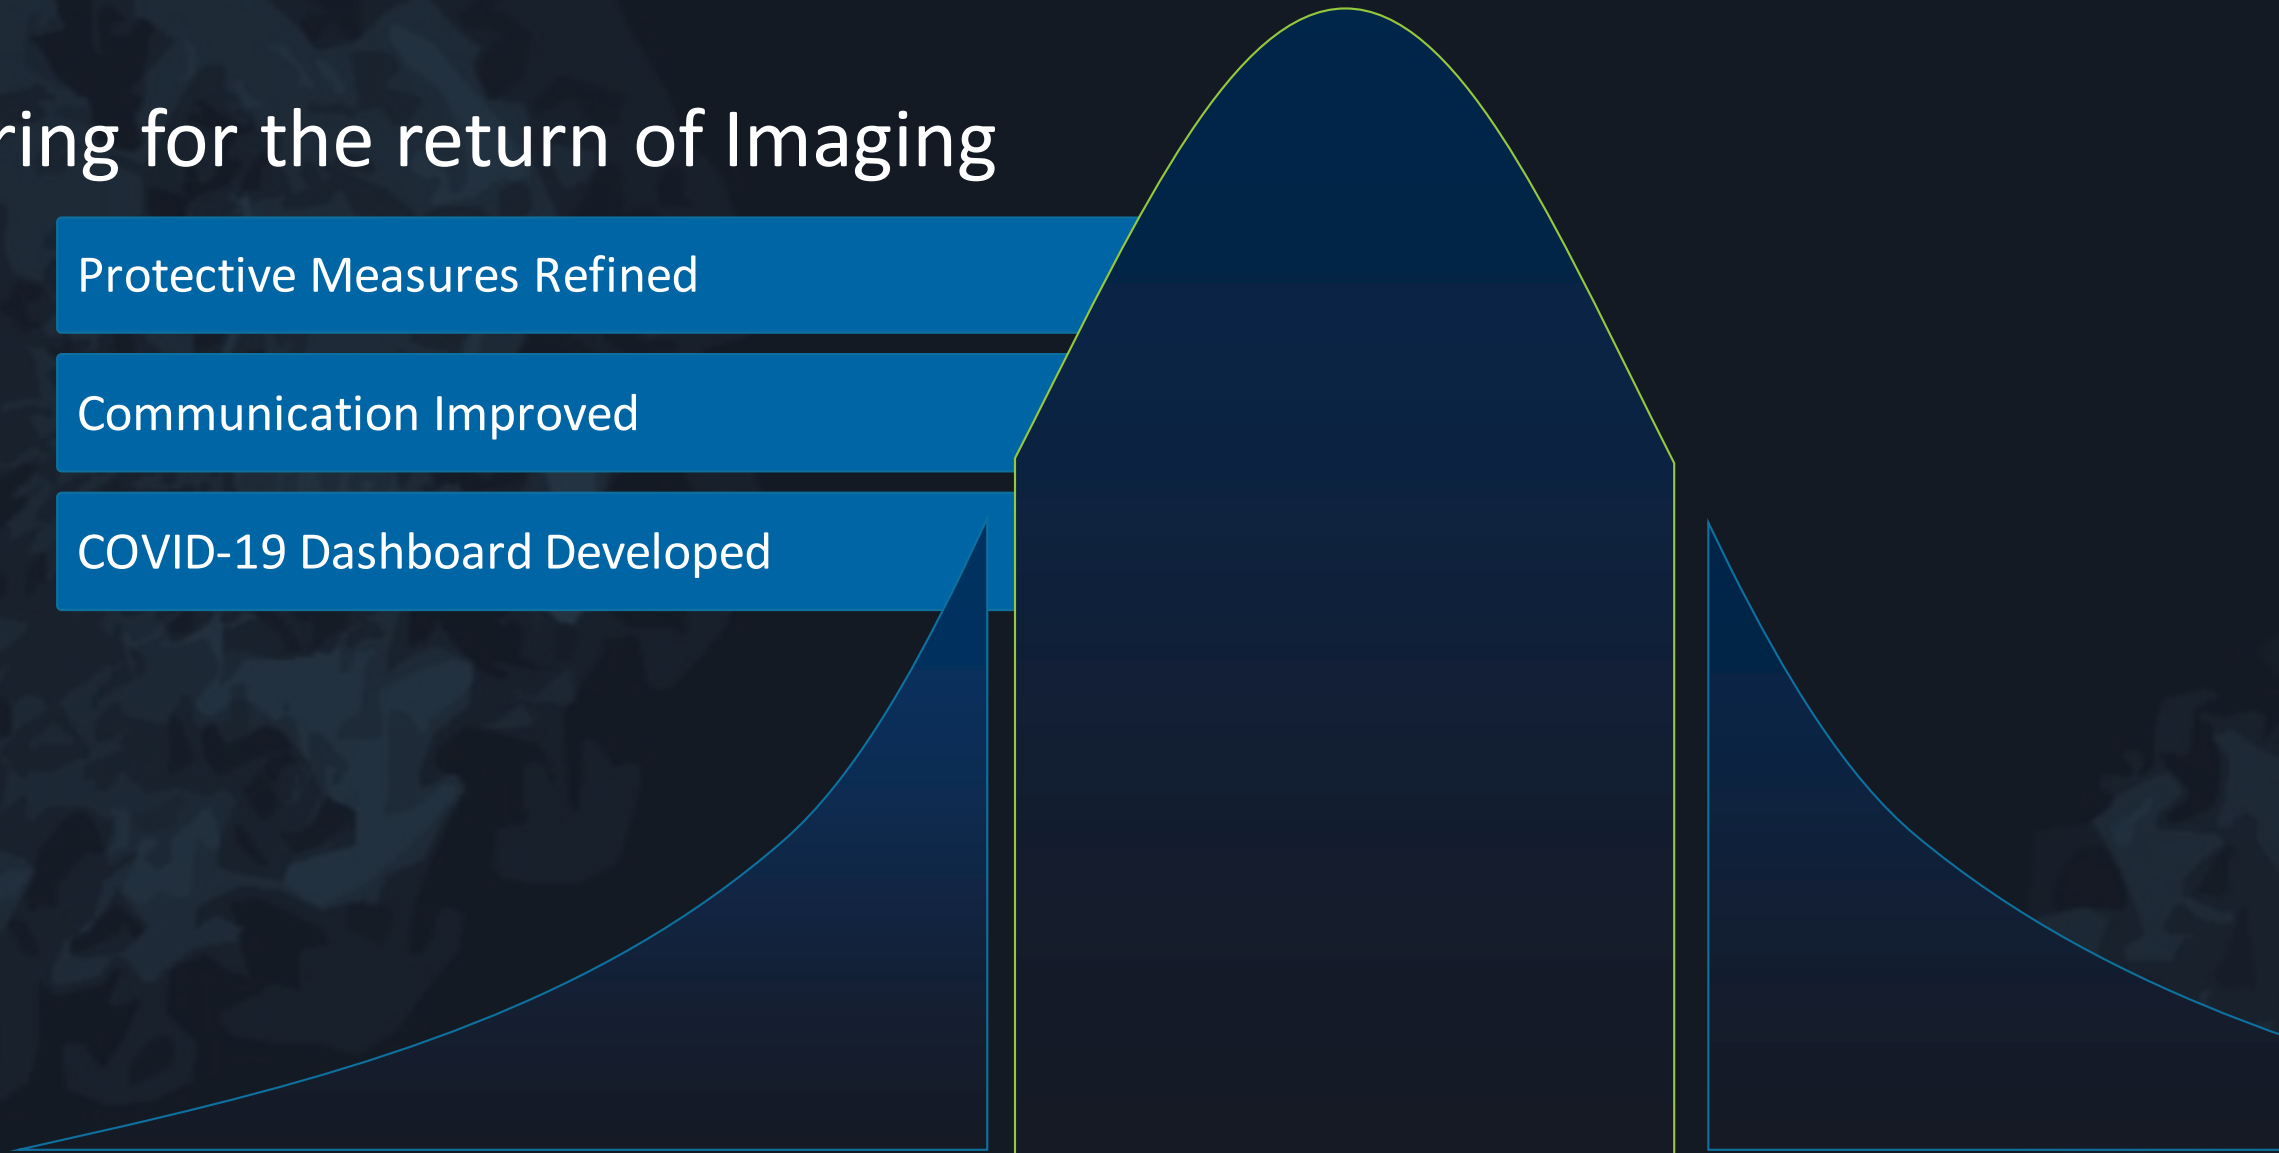 ring for the return of Imaging
Protective Measures Refined
Communication Improved
COVID-19 Dashboard Developed